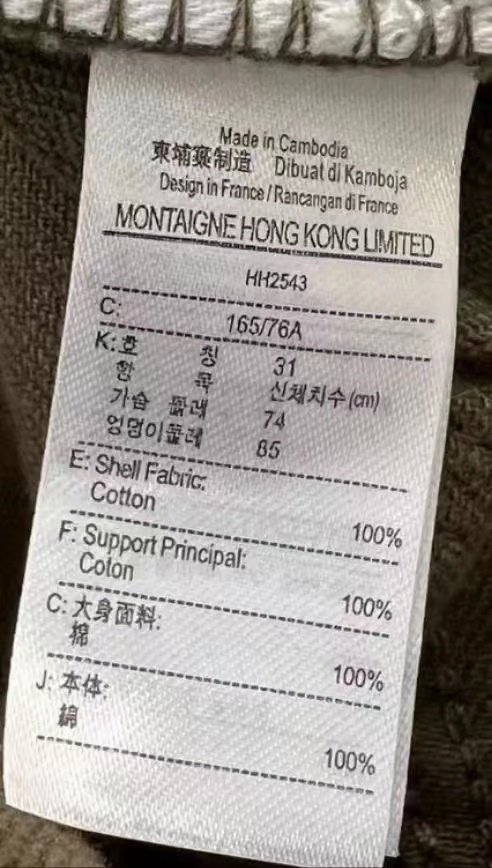 Made in Cambodia
柬埔寨制造 Dibuat di Kamboja
Design in France / Rancangan di France
MONTAIGNE HONG KONG LIMITED
HH2543
C: 165/76A
K: 호 칭 31
항 목 신체치수(cm)
가슴 둘레 74
엉덩이둘레 85
E: Shell Fabric:
Cotton 100%
F: Support Principal:
Coton 100%
C: 大身面料:
棉 100%
J: 本体:
綿 100%